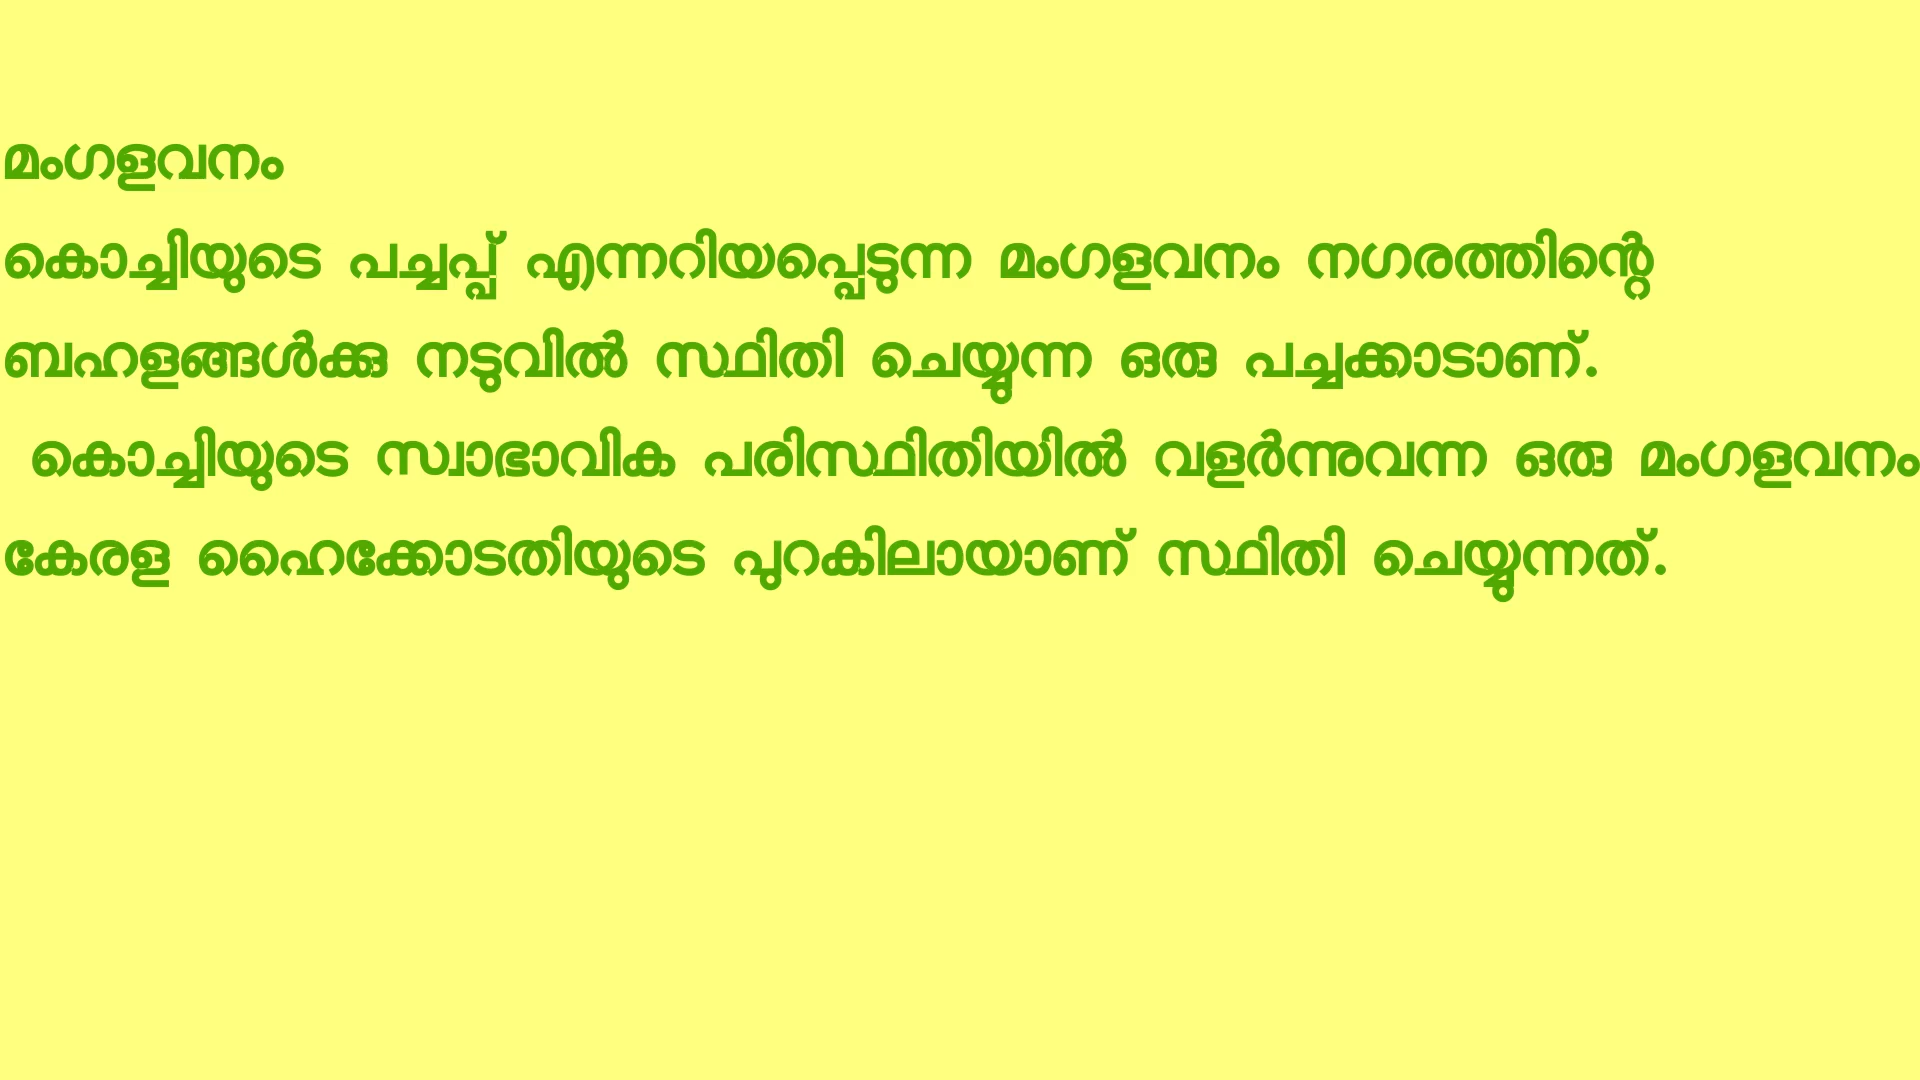 മംഗളവനം
കൊച്ചിയുടെ പച്ചപ്പ് എന്നറിയപ്പെടുന്ന മംഗളവനം നഗരത്തിന്റെ
ബഹളങ്ങൾക്കു നടുവിൽ സ്ഥിതി ചെയ്യുന്ന ഒരു പച്ചക്കാടാണ്.
കൊച്ചിയുടെ സ്വാഭാവിക പരിസ്ഥിതിയിൽ വളർന്നുവന്ന ഒരു മംഗളവനം
കേരള ഹൈക്കോടതിയുടെ പുറകിലായാണ് സ്ഥിതി ചെയ്യുന്നത്.